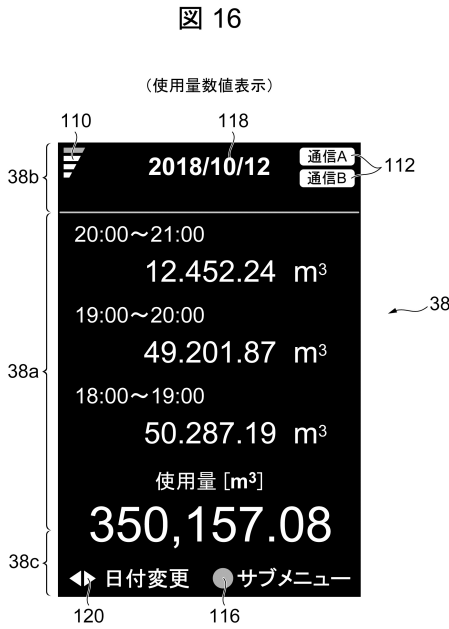 図 16
（使用量数値表示）
110
118
2018/10/12
通信A
通信B
112
38b
20:00～21:00
12.452.24 m³
38
19:00～20:00
49.201.87 m³
38a
18:00～19:00
50.287.19 m³
使用量 [m³]
350,157.08
38c
日付変更
サブメニュー
120
116